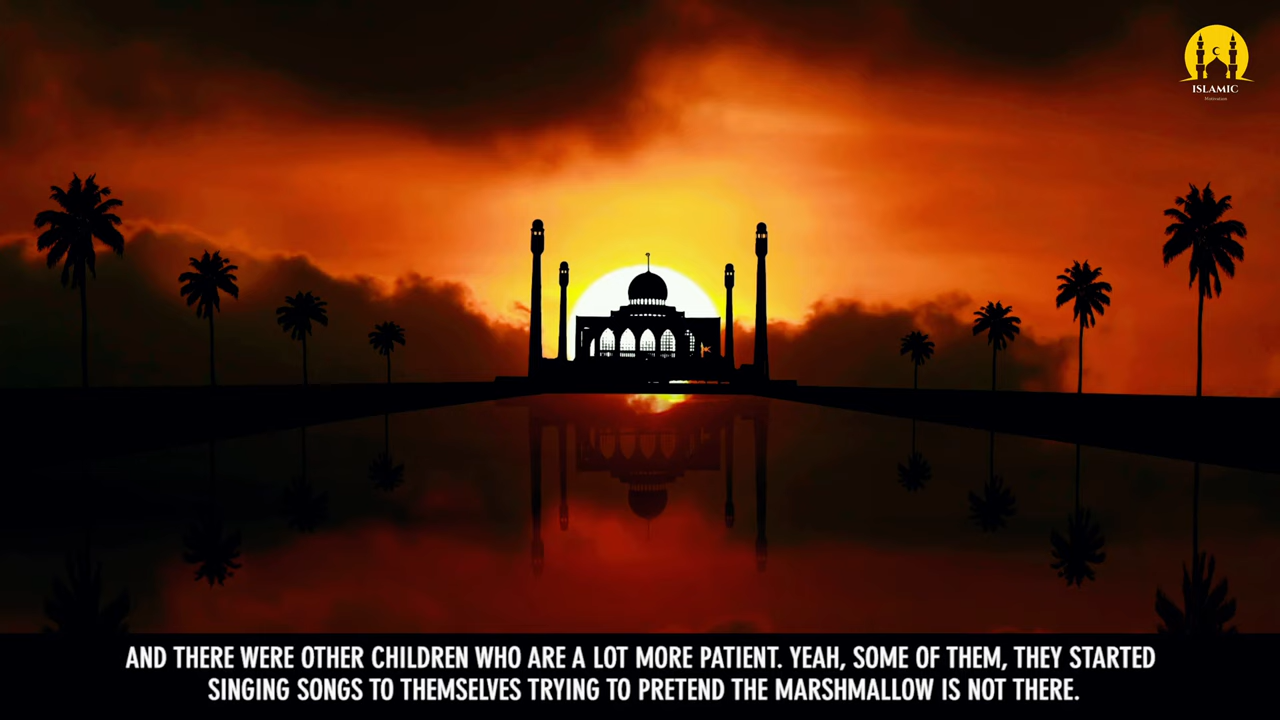 ISLAMIC
Motivation
AND THERE WERE OTHER CHILDREN WHO ARE A LOT MORE PATIENT. YEAH, SOME OF THEM, THEY STARTED
SINGING SONGS TO THEMSELVES TRYING TO PRETEND THE MARSHMALLOW IS NOT THERE.